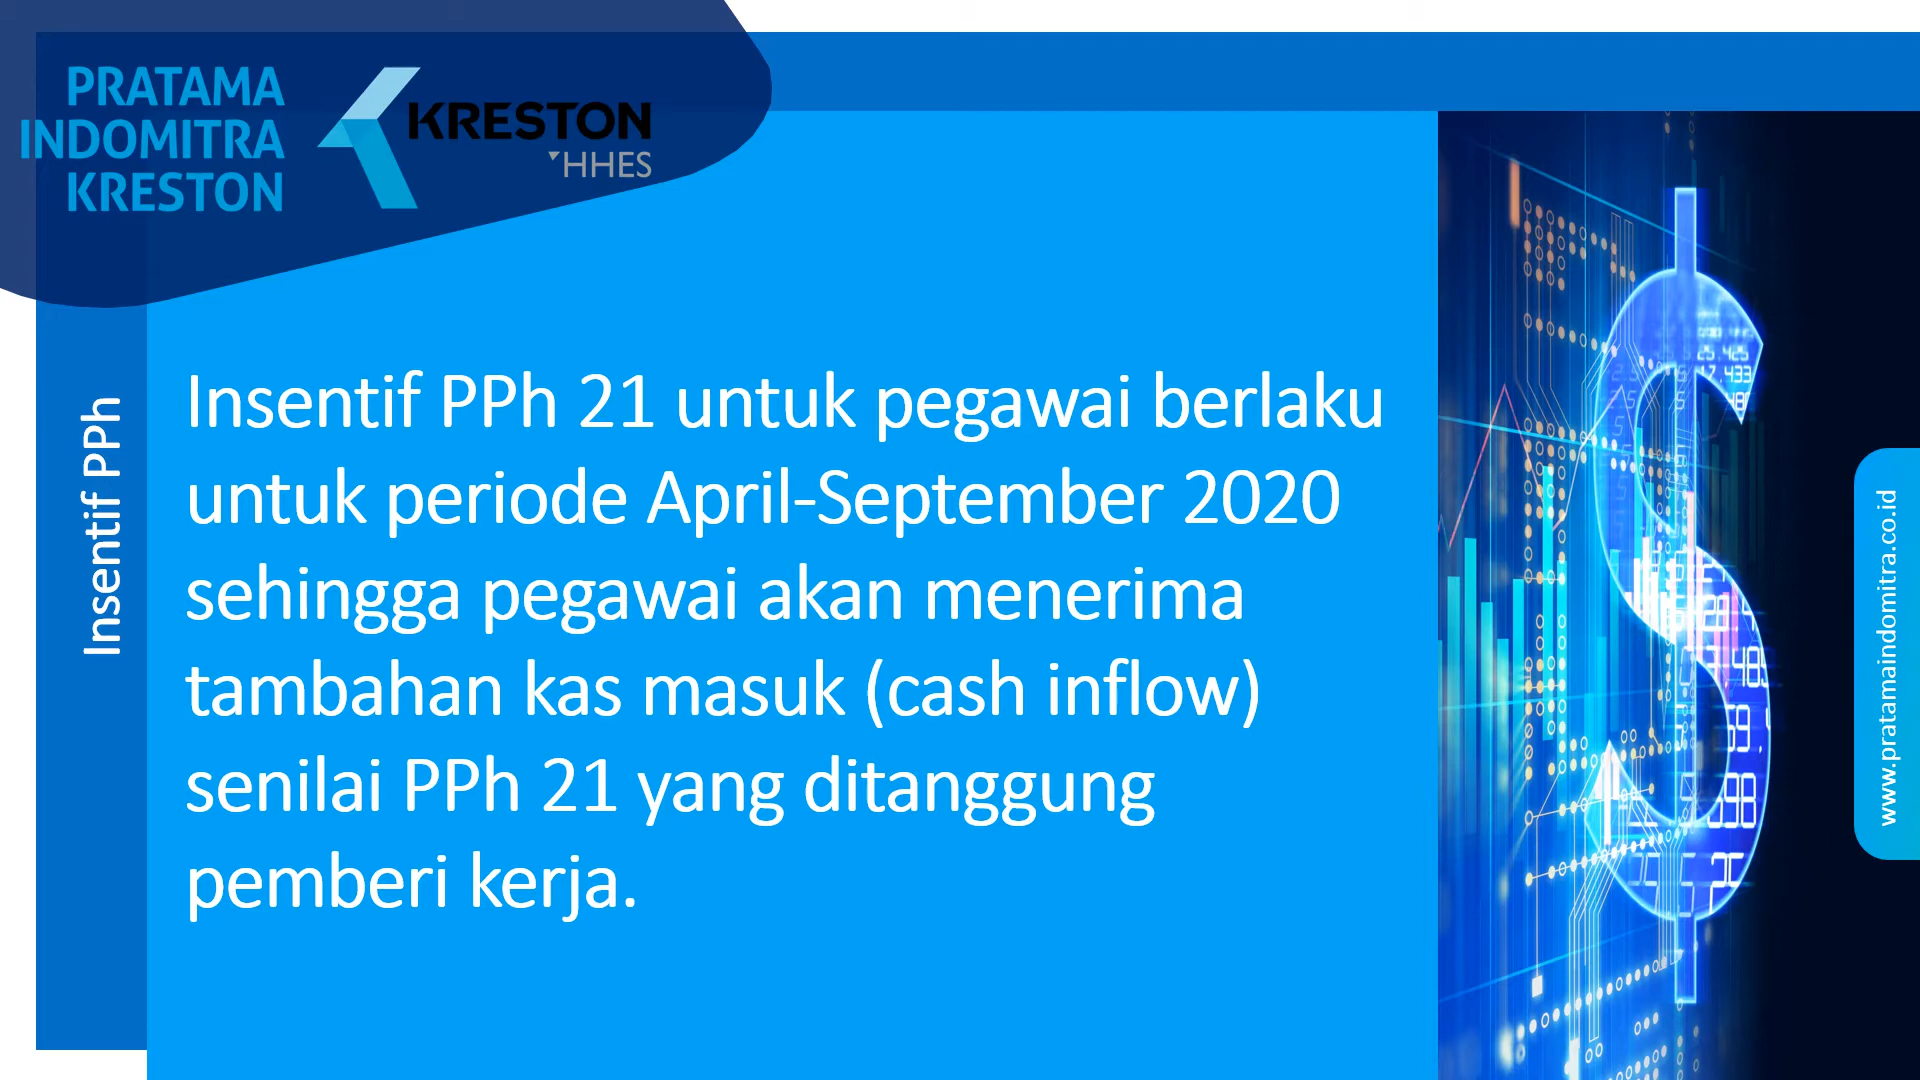 PRATAMA
INDOMITRA
KRESTON
KRESTON
HHES
Insentif PPh
Insentif PPh 21 untuk pegawai berlaku
untuk periode April-September 2020
sehingga pegawai akan menerima
tambahan kas masuk (cash inflow)
senilai PPh 21 yang ditanggung
pemberi kerja.
www.pratamaindomitra.co.id